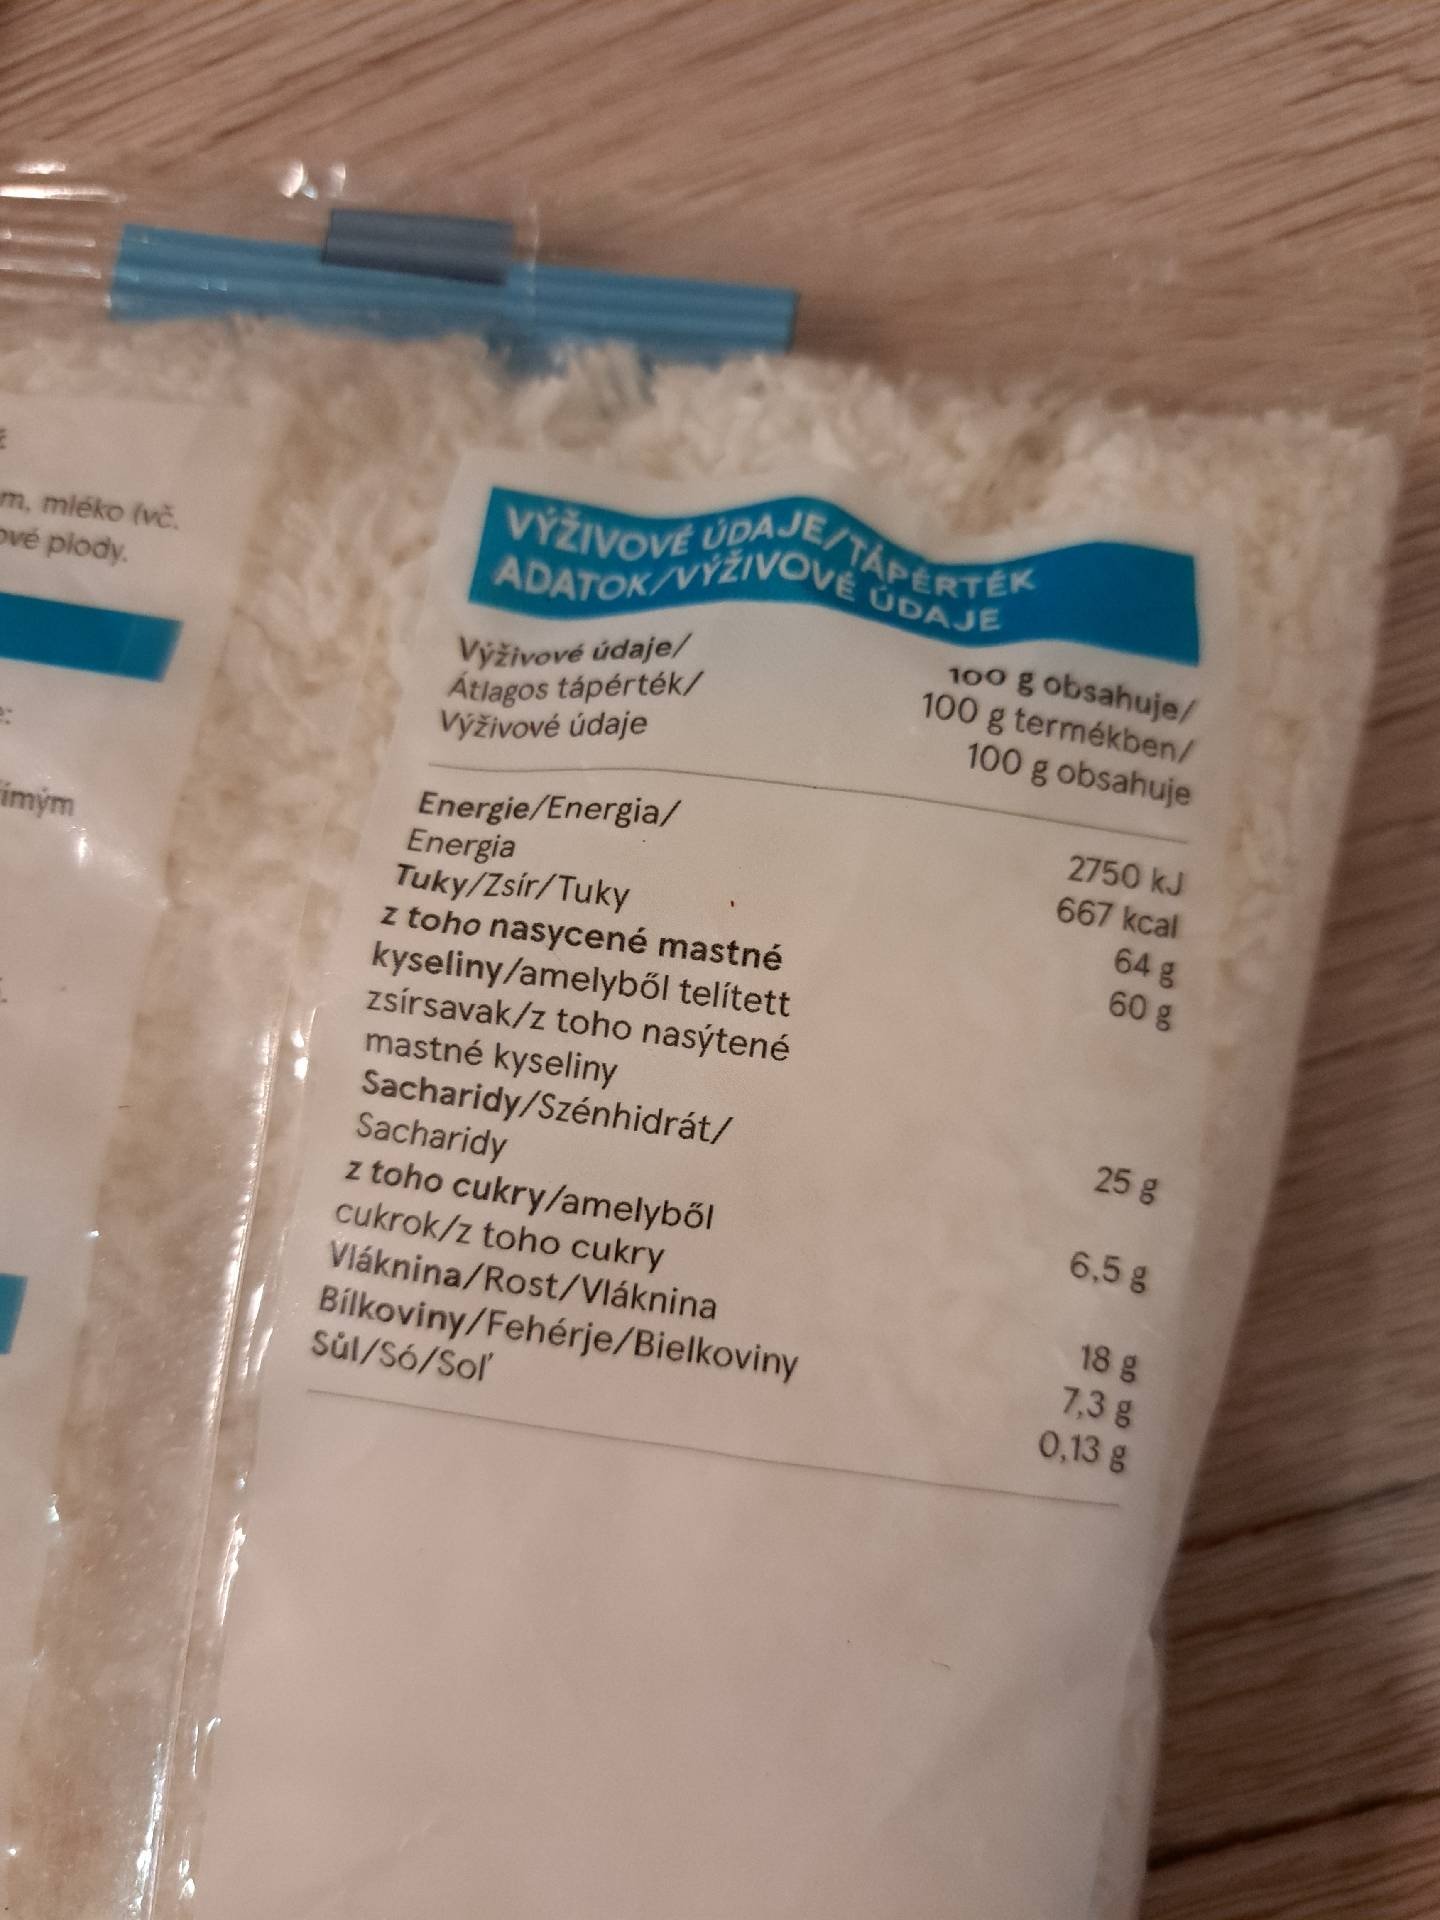 m, mléko (vč.
ové plody.
ímým
VÝŽIVOVÉ ÚDAJE/TÁPÉRTÉK
ADATOK/VÝŽIVOVÉ ÚDAJE
Výživové údaje/
Átlagos tápérték/
Výživové údaje
100 g obsahuje/
100 g termékben/
100 g obsahuje
Energie/Energia/
Energia
2750 kJ
667 kcal
Tuky/Zsír/Tuky
64 g
z toho nasycené mastné
60 g
kyseliny/amelyből telített
zsírsavak/z toho nasýtené
mastné kyseliny
Sacharidy/Szénhidrát/
Sacharidy
25 g
z toho cukry/amelyből
cukrok/z toho cukry
6,5 g
Vláknina/Rost/Vláknina
18 g
Bílkoviny/Fehérje/Bielkoviny
7,3 g
Sůl/Só/Soľ
0,13 g